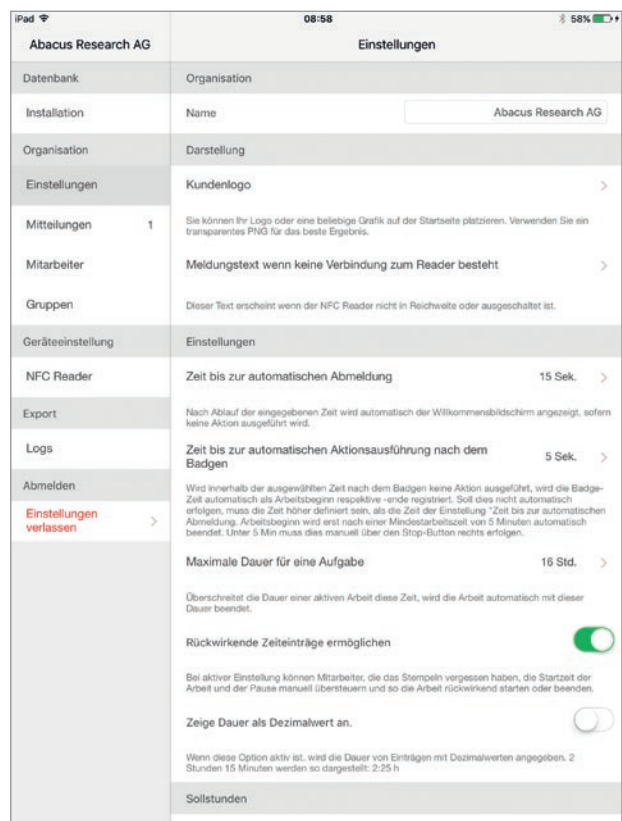 iPad
08:58
58%
Abacus Research AG
Einstellungen
Datenbank
Installation
Organisation
Einstellungen
Mitteilungen 1
Mitarbeiter
Gruppen
Geräteeinstellung
NFC Reader
Export
Logs
Abmelden
Einstellungen
verlassen
Organisation
Name Abacus Research AG
Darstellung
Kundenlogo
Sie können Ihr Logo oder eine beliebige Grafik auf der Startseite platzieren. Verwenden Sie ein
transparentes PNG für das beste Ergebnis.
Meldungstext wenn keine Verbindung zum Reader besteht
Dieser Text erscheint wenn der NFC Reader nicht in Reichweite oder ausgeschaltet ist.
Einstellungen
Zeit bis zur automatischen Abmeldung 15 Sek.
Nach Ablauf der eingegebenen Zeit wird automatisch der Willkommensbildschirm angezeigt, sofern
keine Aktion ausgeführt wird.
Zeit bis zur automatischen Aktionsausführung nach dem
Badgen 5 Sek.
Wird innerhalb der ausgewählten Zeit nach dem Badgen keine Aktion ausgeführt, wird die Badge-
Zeit automatisch als Arbeitsbeginn respektive -ende registriert. Soll dies nicht automatisch
erfolgen, muss die Zeit höher definiert sein, als die Zeit der Einstellung "Zeit bis zur automatischen
Abmeldung. Arbeitsbeginn wird erst nach einer Mindestarbeitszeit von 5 Minuten automatisch
beendet. Unter 5 Min muss dies manuell über den Stop-Button rechts erfolgen.
Maximale Dauer für eine Aufgabe 16 Std.
Überschreitet die Dauer einer aktiven Arbeit diese Zeit, wird die Arbeit automatisch mit dieser
Dauer beendet.
Rückwirkende Zeiteinträge ermöglichen
Bei aktiver Einstellung können Mitarbeiter, die das Stempeln vergessen haben, die Startzeit der
Arbeit und der Pause manuell übersteuern und so die Arbeit rückwirkend starten oder beenden.
Zeige Dauer als Dezimalwert an.
Wenn diese Option aktiv ist, wird die Dauer von Einträgen mit Dezimalwerten angegeben. 2
Stunden 15 Minuten werden so dargestellt: 2:25 h
Sollstunden